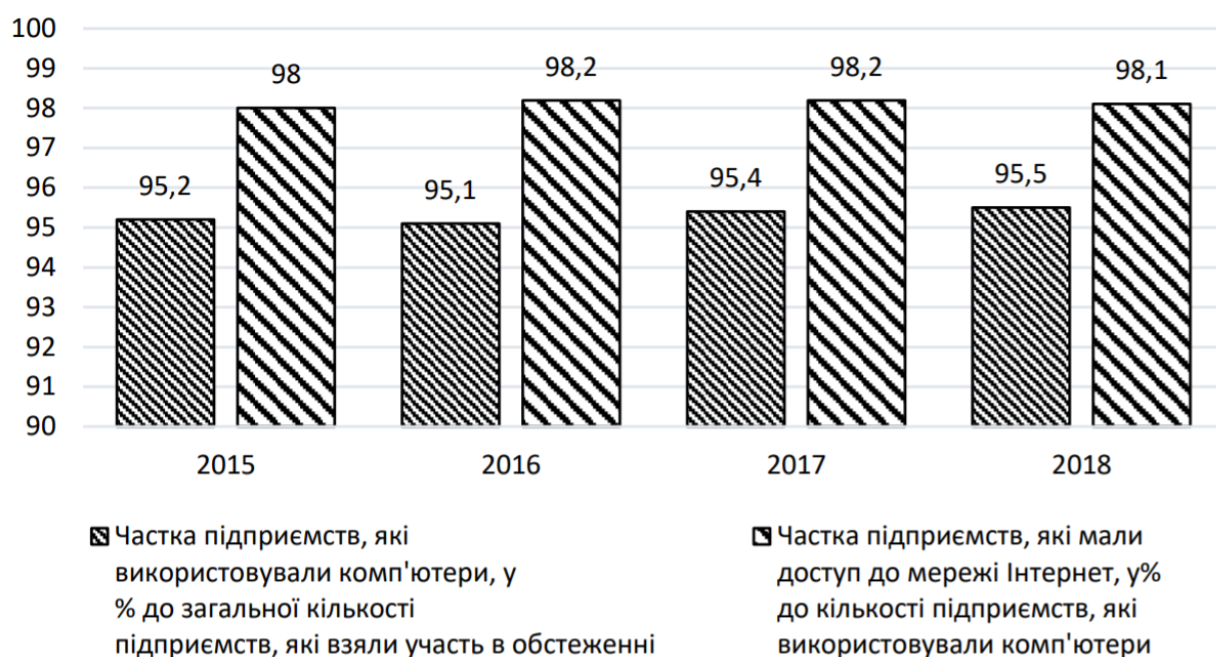 100
99
98
97
96
95
94
93
92
91
90
95,2
98
95,1
98,2
95,4
98,2
95,5
98,1
2015
2016
2017
2018
Частка підприємств, які
використовували комп'ютери, у
% до загальної кількості
підприємств, які взяли участь в обстеженні
Частка підприємств, які мали
доступ до мережі Інтернет, у%
до кількості підприємств, які
використовували комп'ютери